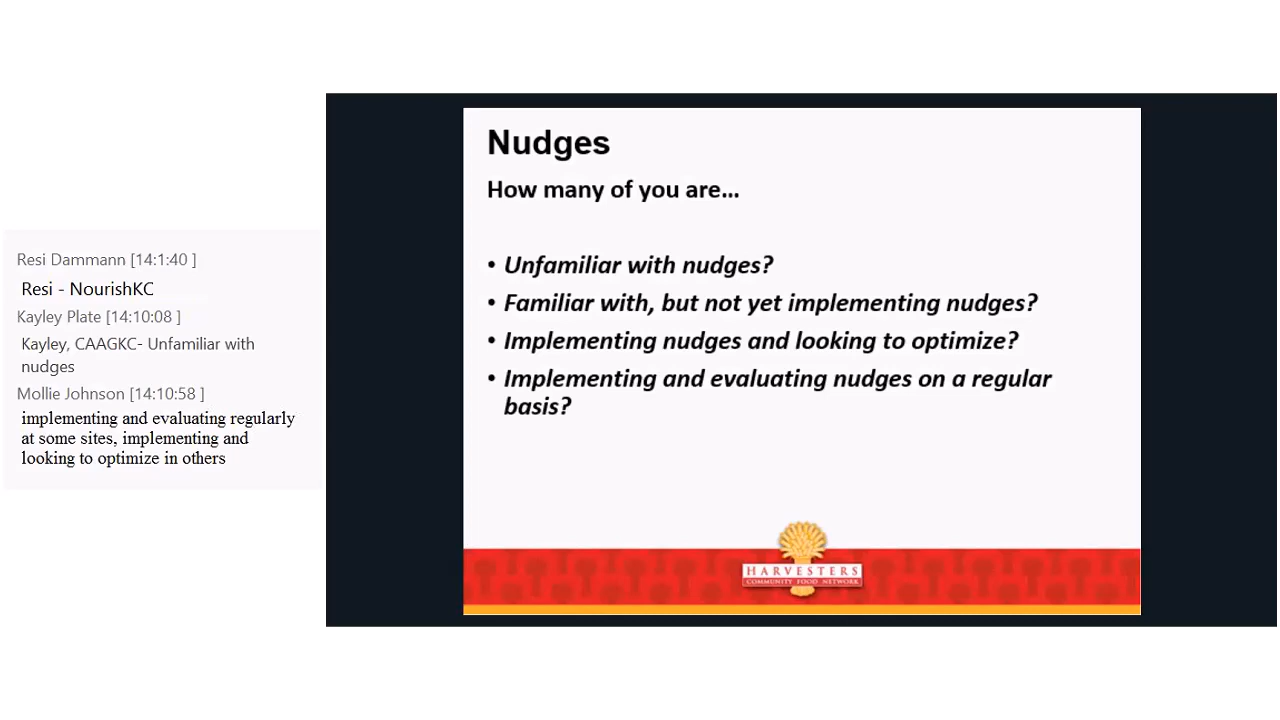 Resi Dammann [14:1:40 ]
Resi - NourishKC
Kayley Plate [14:10:08 ]
Kayley, CAAGKC- Unfamiliar with
nudges
Mollie Johnson [14:10:58 ]
implementing and evaluating regularly
at some sites, implementing and
looking to optimize in others
Nudges
How many of you are...
• Unfamiliar with nudges?
• Familiar with, but not yet implementing nudges?
• Implementing nudges and looking to optimize?
• Implementing and evaluating nudges on a regular
basis?
HARVESTERS
COMMUNITY FOOD NETWORK